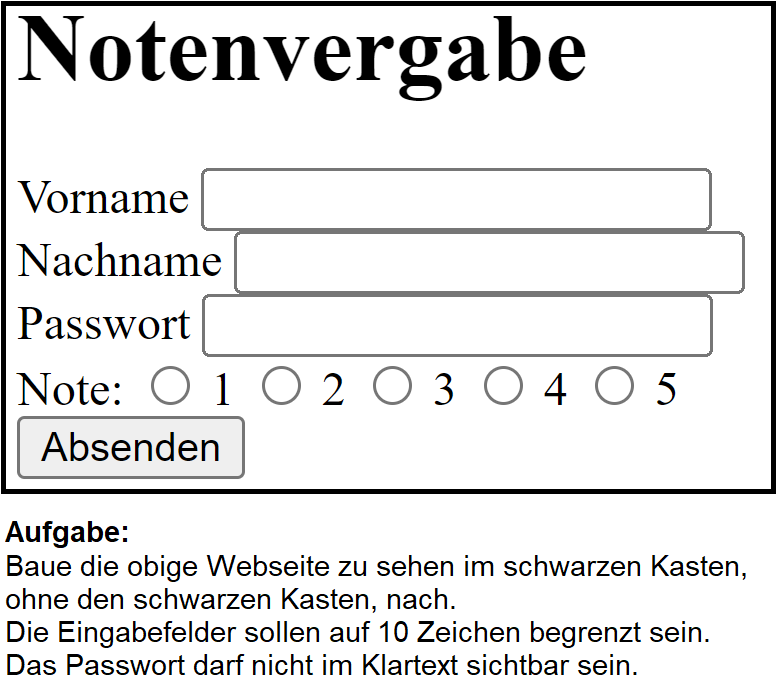 Notenvergabe
Vorname
Nachname
Passwort
Note: 1 2 3 4 5
Absenden
Aufgabe:
Baue die obige Webseite zu sehen im schwarzen Kasten,
ohne den schwarzen Kasten, nach.
Die Eingabefelder sollen auf 10 Zeichen begrenzt sein.
Das Passwort darf nicht im Klartext sichtbar sein.